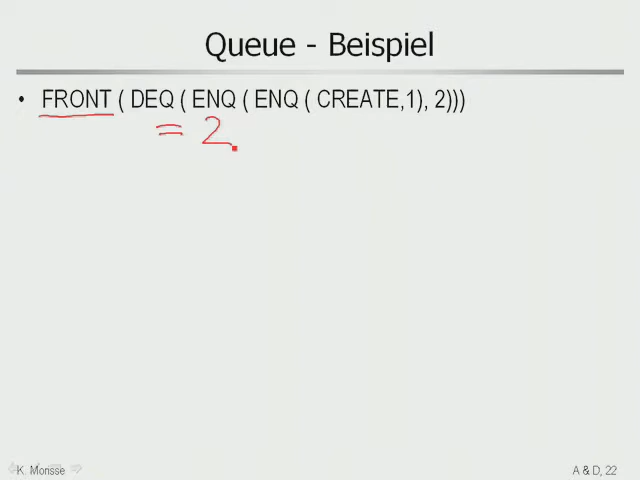 Queue - Beispiel
• FRONT ( DEQ ( ENQ ( ENQ ( CREATE,1), 2)))
= 2
K. Morisse
A & D, 22